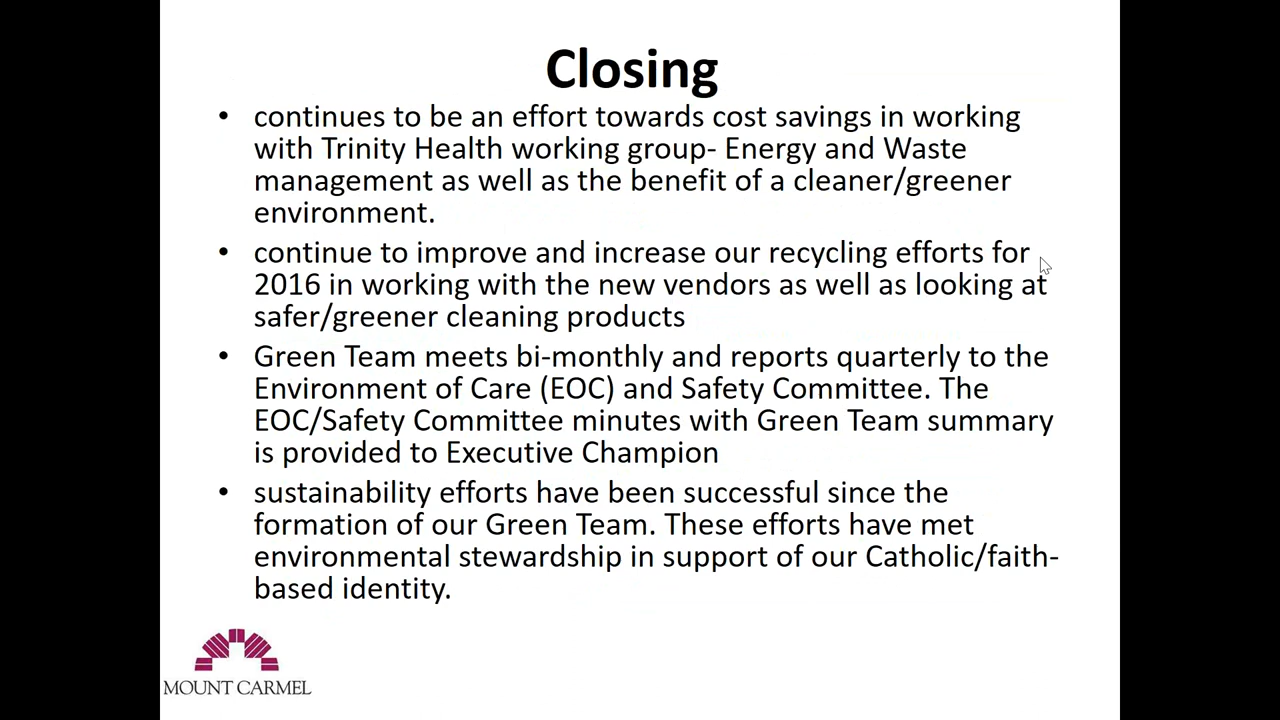 Closing
• continues to be an effort towards cost savings in working
with Trinity Health working group- Energy and Waste
management as well as the benefit of a cleaner/greener
environment.
• continue to improve and increase our recycling efforts for
2016 in working with the new vendors as well as looking at
safer/greener cleaning products
• Green Team meets bi-monthly and reports quarterly to the
Environment of Care (EOC) and Safety Committee. The
EOC/Safety Committee minutes with Green Team summary
is provided to Executive Champion
• sustainability efforts have been successful since the
formation of our Green Team. These efforts have met
environmental stewardship in support of our Catholic/faith-
based identity.
MOUNT CARMEL